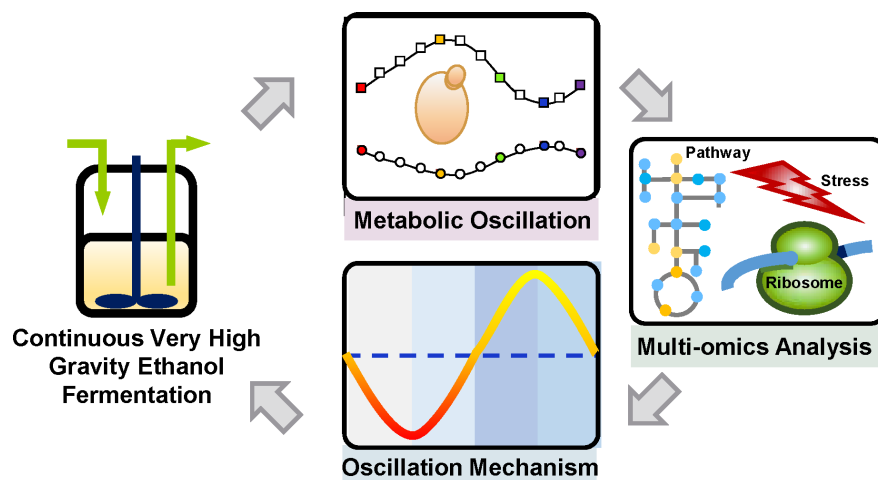 Metabolic Oscillation
Pathway
Stress
Ribosome
Multi-omics Analysis
Oscillation Mechanism
Continuous Very High
Gravity Ethanol
Fermentation